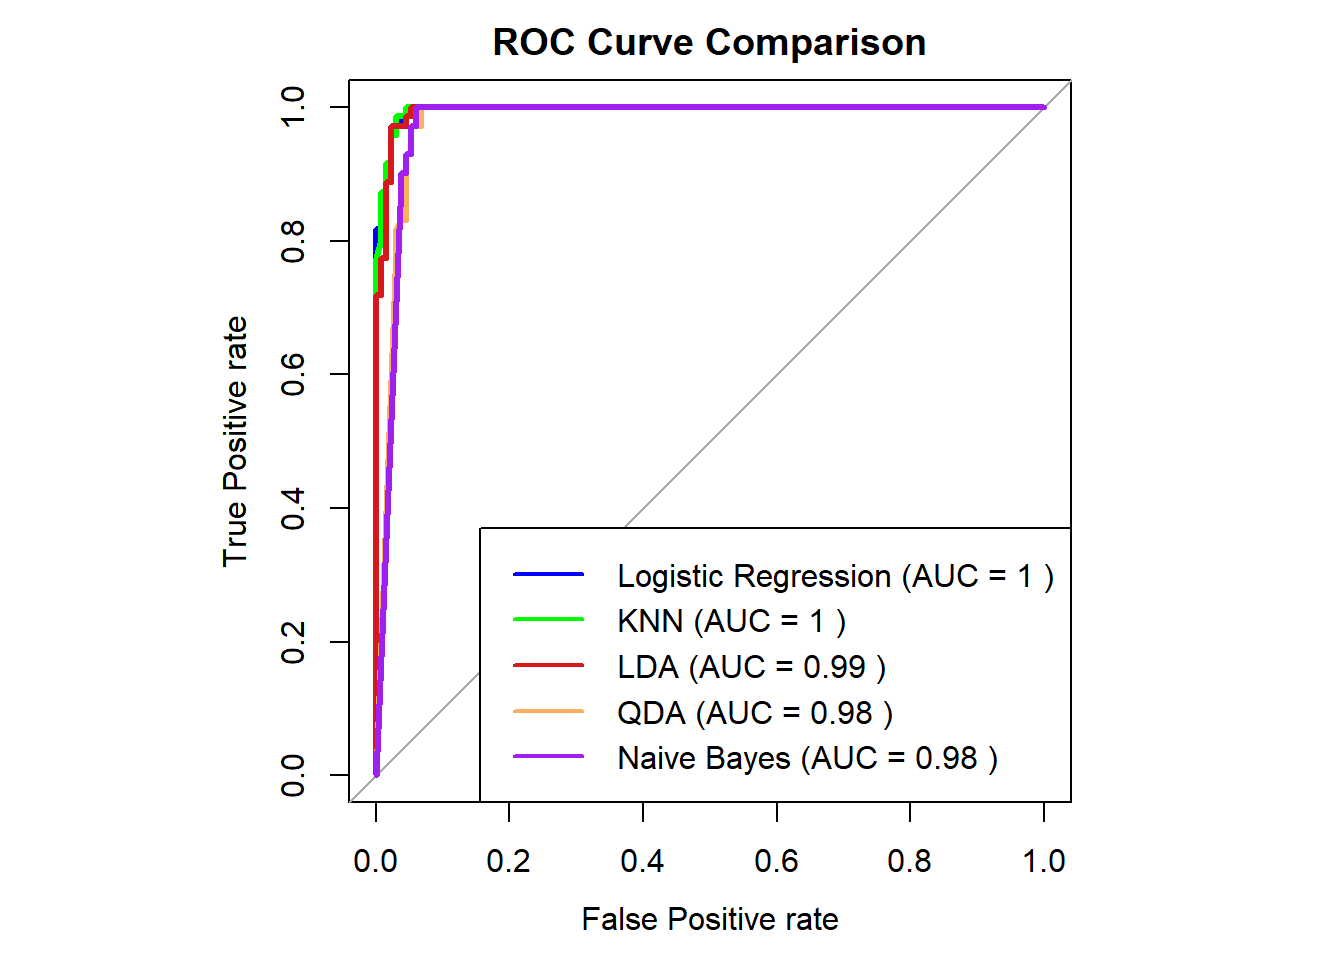 ROC Curve Comparison
True Positive rate
1.0
0.8
0.6
0.4
0.2
0.0
Logistic Regression (AUC = 1 )
KNN (AUC = 1 )
LDA (AUC = 0.99 )
QDA (AUC = 0.98 )
Naive Bayes (AUC = 0.98 )
0.0 0.2 0.4 0.6 0.8 1.0
False Positive rate